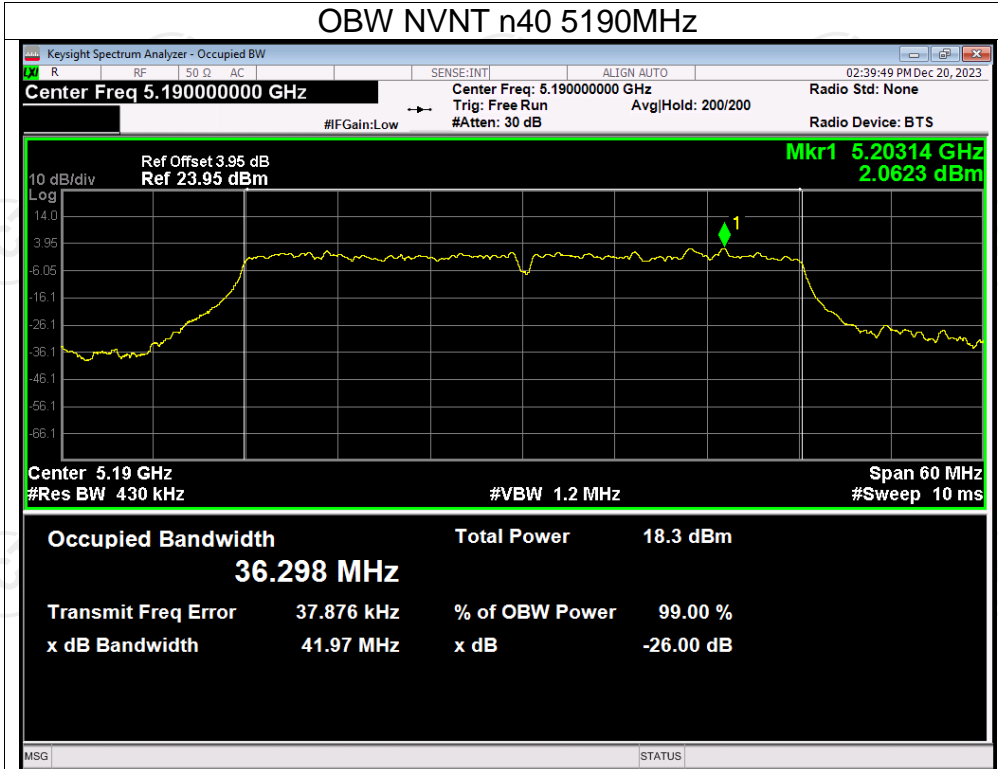 OBW NVNT n40 5190MHz
Keysight Spectrum Analyzer - Occupied BW
LXI R RF 50 Ω AC SENSE:INT ALIGN AUTO 02:39:49 PM Dec 20, 2023
Center Freq 5.190000000 GHz Center Freq: 5.190000000 GHz Radio Std: None
Trig: Free Run Avg|Hold: 200/200
#IFGain:Low #Atten: 30 dB Radio Device: BTS
Mkr1 5.20314 GHz
2.0623 dBm
Ref Offset 3.95 dB
10 dB/div Ref 23.95 dBm
Log
14.0
1
3.95
-6.05
-16.1
-26.1
-36.1
-46.1
-56.1
-66.1
Center 5.19 GHz Span 60 MHz
#Res BW 430 kHz #VBW 1.2 MHz #Sweep 10 ms
Occupied Bandwidth Total Power 18.3 dBm
36.298 MHz
Transmit Freq Error 37.876 kHz % of OBW Power 99.00 %
x dB Bandwidth 41.97 MHz x dB -26.00 dB
MSG STATUS